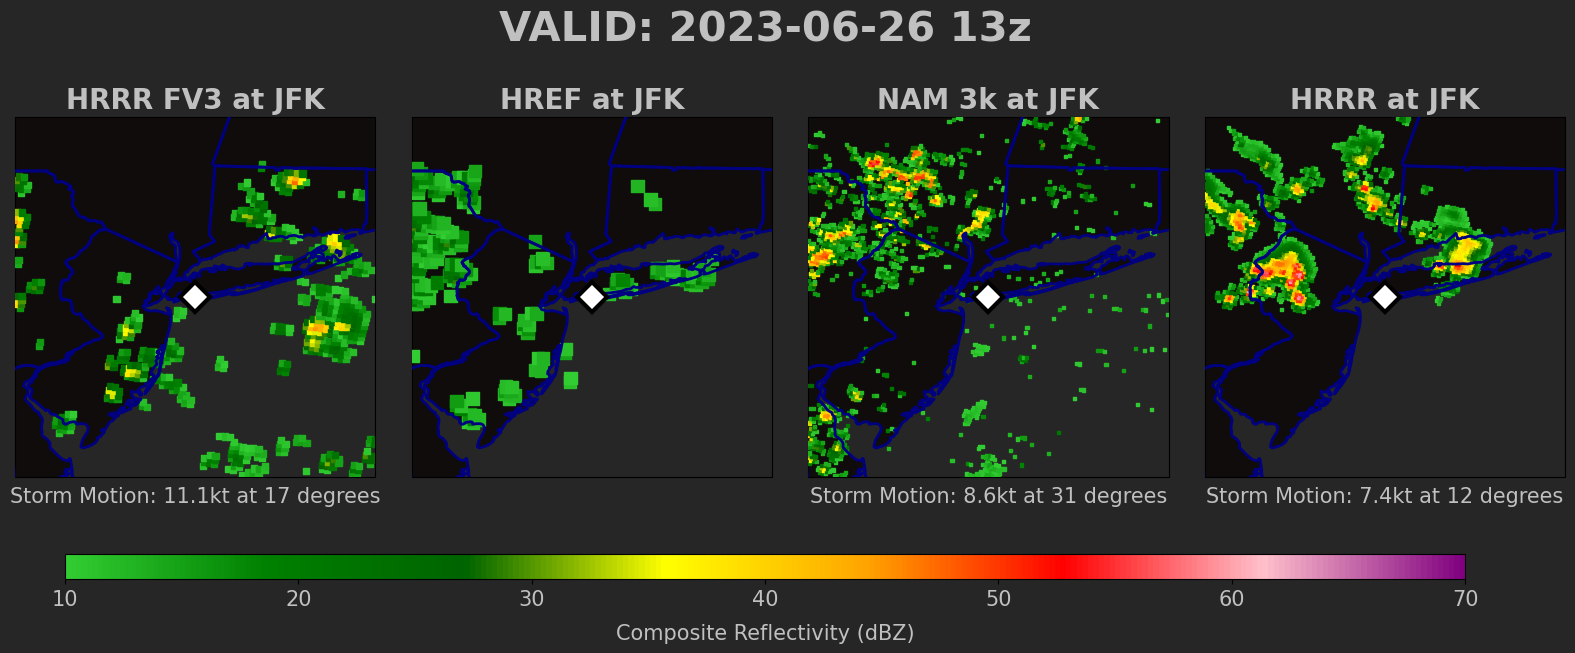 VALID: 2023-06-26 13z
HRRR FV3 at JFK
HREF at JFK
NAM 3k at JFK
HRRR at JFK
Storm Motion: 11.1kt at 17 degrees
Storm Motion: 8.6kt at 31 degrees
Storm Motion: 7.4kt at 12 degrees
10 20 30 40 50 60 70
Composite Reflectivity (dBZ)